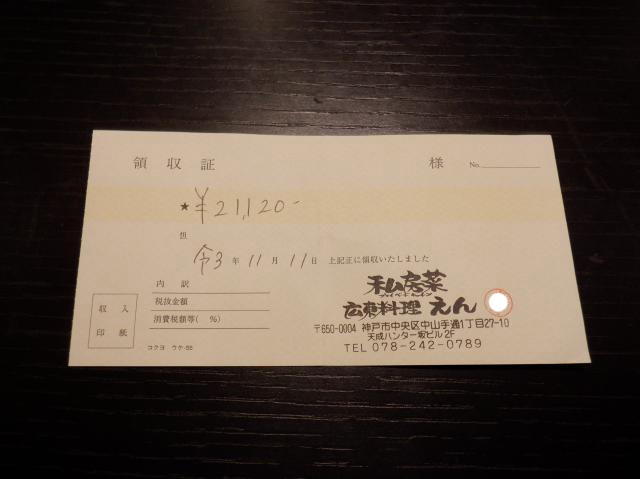 領収証 様 No.
★ ¥21,120-
但
令3年11月11日 上記正に領収いたしました
内訳
税抜金額
消費税額等( %)
収入
印紙
コクヨ ウケ-55
私房菜
プライベートキッチン
広東料理 えん
〒650-0004 神戸市中央区中山手通1丁目27-10
天成ハンター坂ビル2F
TEL 078-242-0789